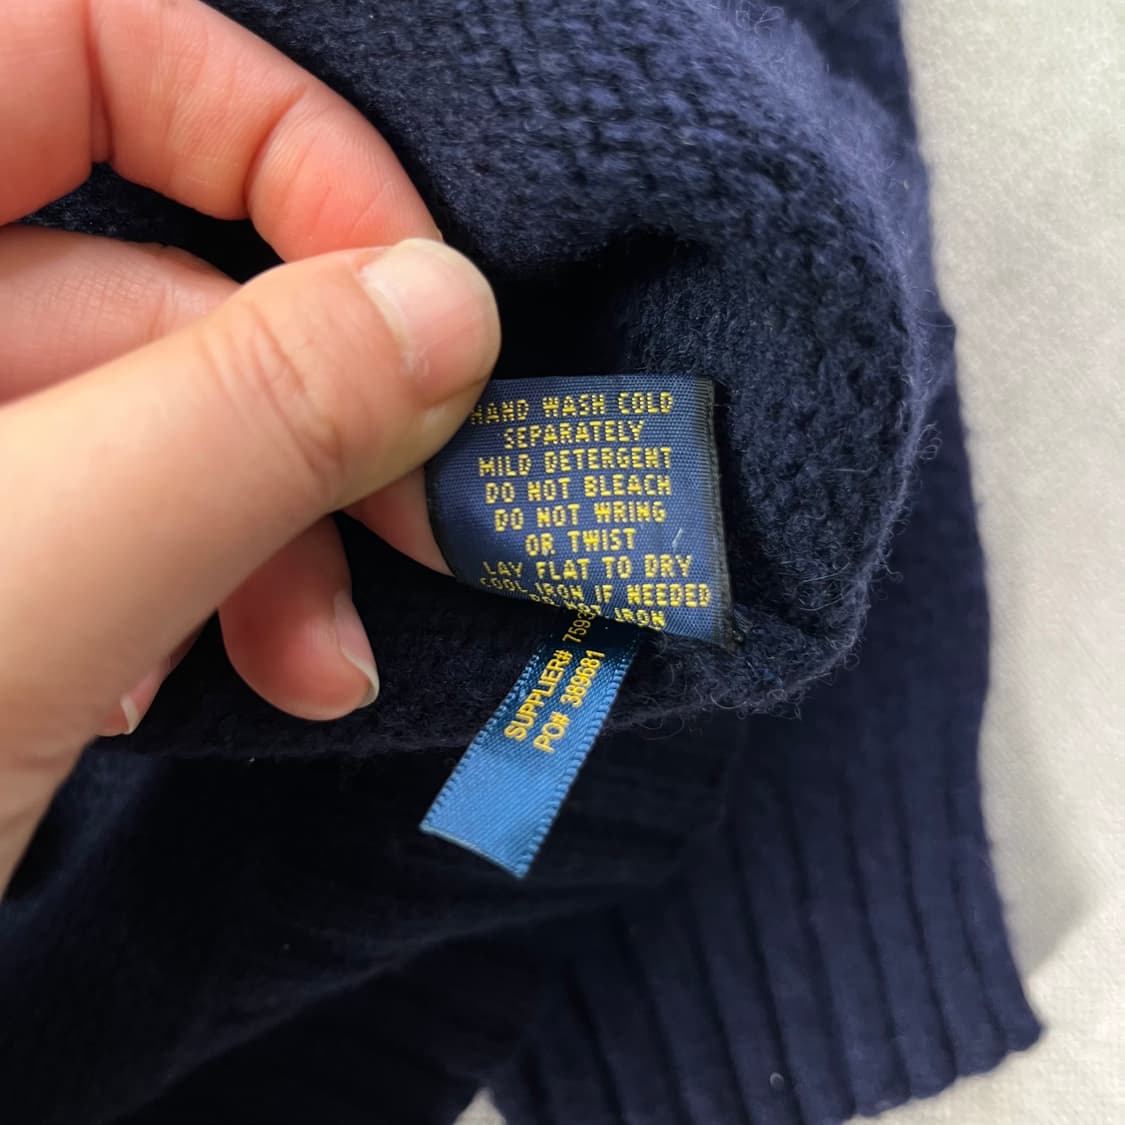 HAND WASH COLD
SEPARATELY
MILD DETERGENT
DO NOT BLEACH
DO NOT WRING
OR TWIST
LAY FLAT TO DRY
COOL IRON IF NEEDED
IRON
SUPPLIER#
PO# 389681